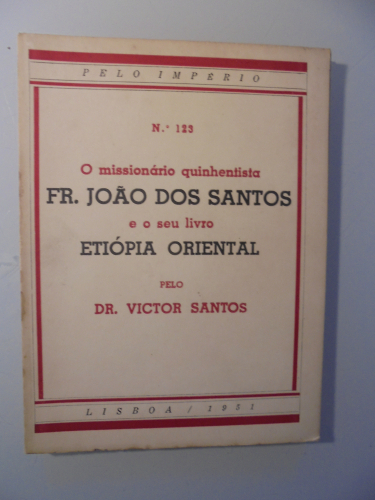 PELO IMPÉRIO
N.º 123
O missionário quinhentista
FR. JOÃO DOS SANTOS
e o seu livro
ETIÓPIA ORIENTAL
PELO
DR. VICTOR SANTOS
LISBOA / 1951